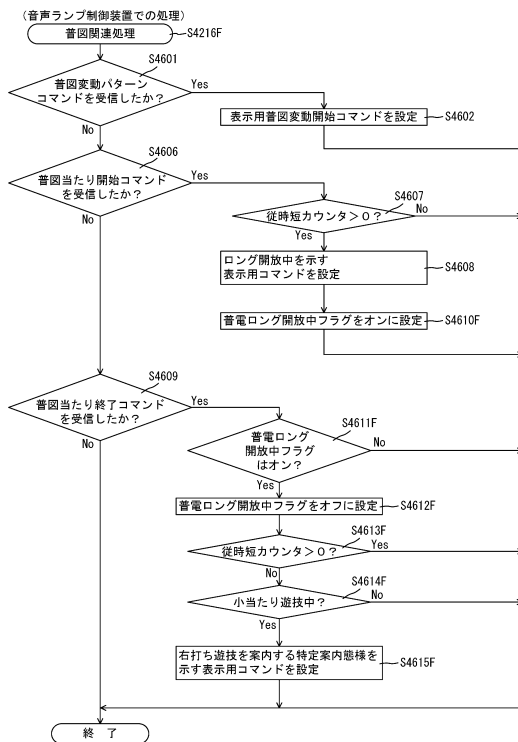 (音声ランプ制御装置での処理)
普図関連処理
S4216F
S4601
普図変動パターン
コマンドを受信したか？
Yes
No
表示用普図変動開始コマンドを設定
S4602
S4606
普図当たり開始コマンド
を受信したか？
Yes
No
S4607
従時短カウンタ＞０？
No
Yes
ロング開放中を示す
表示用コマンドを設定
S4608
普電ロング開放中フラグをオンに設定
S4610F
S4609
普図当たり終了コマンド
を受信したか？
Yes
No
S4611F
普電ロング
開放中フラグ
はオン？
No
Yes
普電ロング開放中フラグをオフに設定
S4612F
S4613F
従時短カウンタ＞０？
Yes
No
S4614F
小当たり遊技中？
No
Yes
右打ち遊技を案内する特定案内態様を
示す表示用コマンドを設定
S4615F
終 了